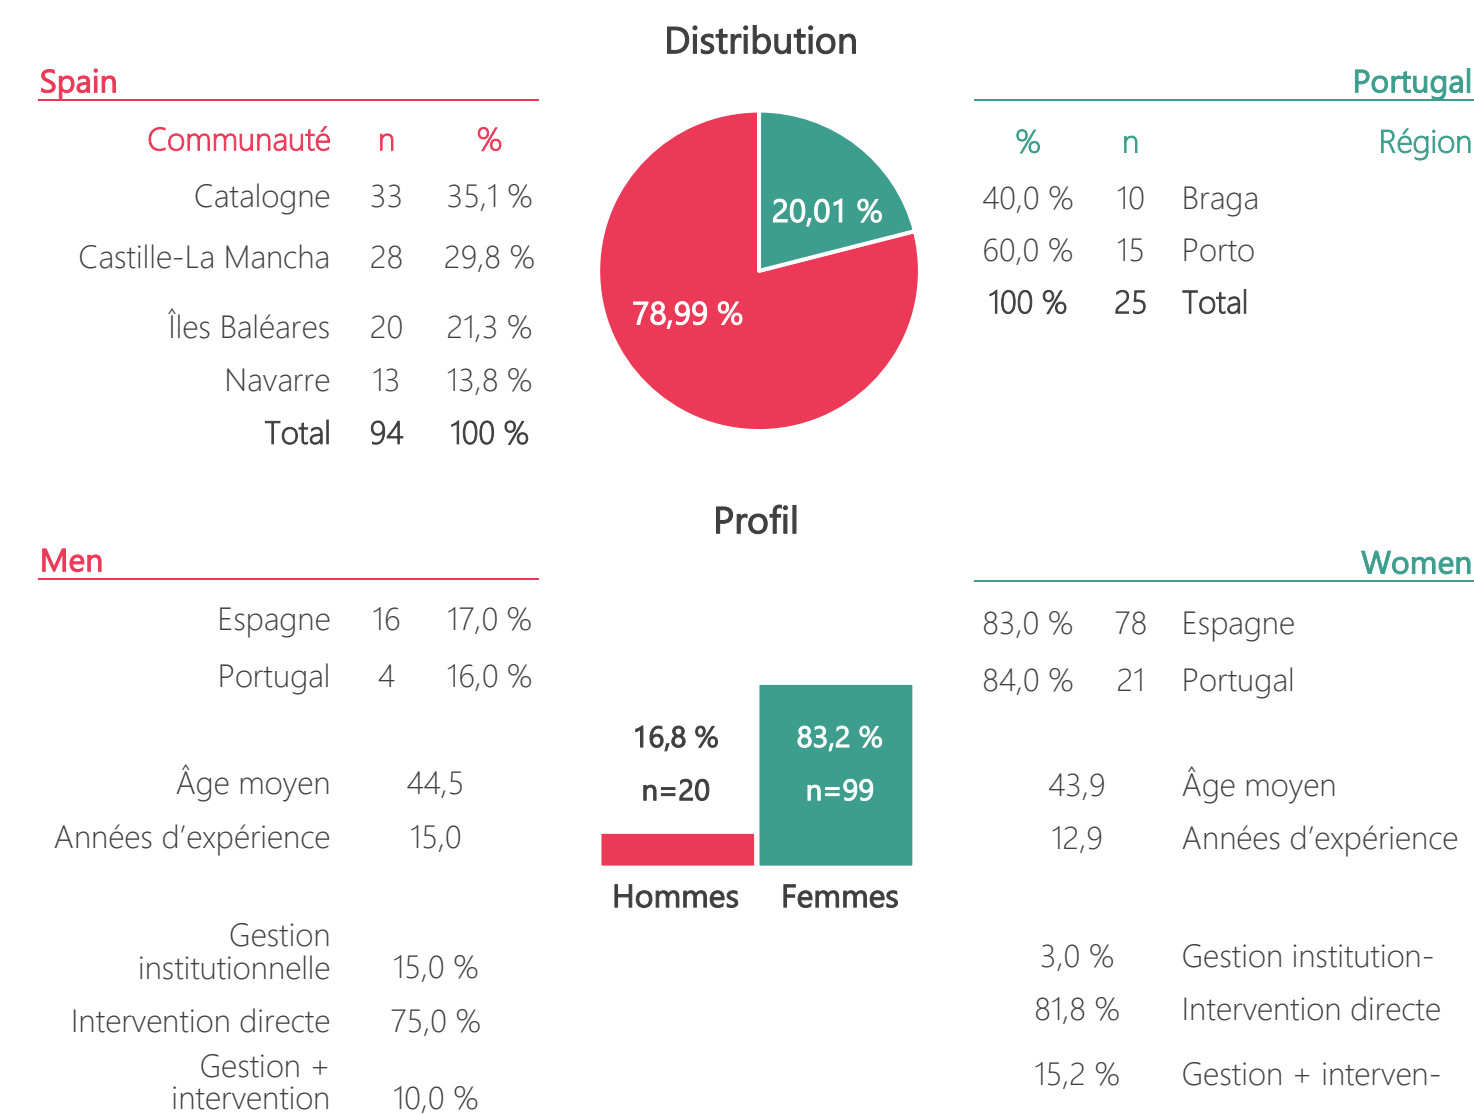 Distribution
Spain
Communauté n %
Catalogne 33 35,1 %
Castille-La Mancha 28 29,8 %
Îles Baléares 20 21,3 %
Navarre 13 13,8 %
Total 94 100 %
20,01 %
78,99 %
Portugal
% n Région
40,0 % 10 Braga
60,0 % 15 Porto
100 % 25 Total
Profil
Men
Espagne 16 17,0 %
Portugal 4 16,0 %
Âge moyen 44,5
Années d’expérience 15,0
Gestion
institutionnelle 15,0 %
Intervention directe 75,0 %
Gestion +
intervention 10,0 %
16,8 % 83,2 %
n=20 n=99
Hommes Femmes
Women
83,0 % 78 Espagne
84,0 % 21 Portugal
43,9 Âge moyen
12,9 Années d’expérience
3,0 % Gestion institution-
81,8 % Intervention directe
15,2 % Gestion + interven-